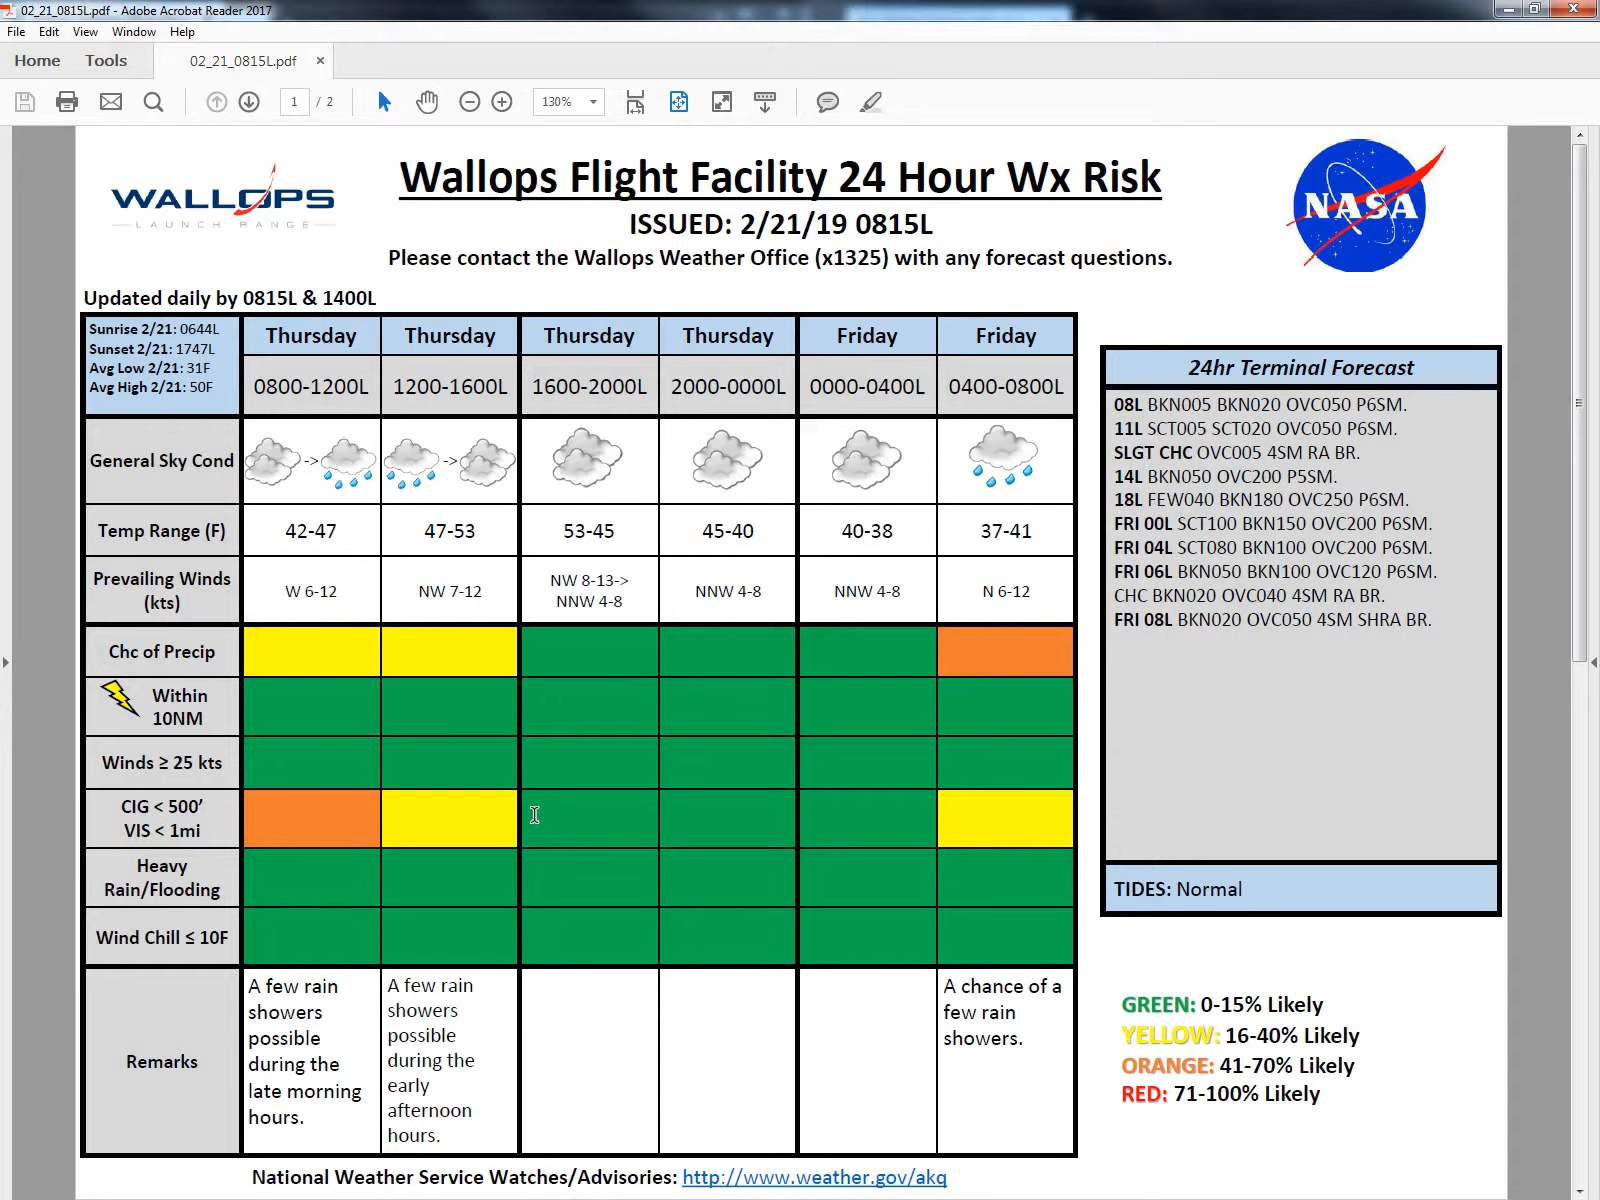 02_21_0815L.pdf - Adobe Acrobat Reader 2017
File Edit View Window Help
Home Tools 02_21_0815L.pdf ×
1 / 2 130%
WALLOPS
LAUNCH RANGE
Wallops Flight Facility 24 Hour Wx Risk
ISSUED: 2/21/19 0815L
Please contact the Wallops Weather Office (x1325) with any forecast questions.
NASA
Updated daily by 0815L & 1400L
Sunrise 2/21: 0644L
Sunset 2/21: 1747L
Avg Low 2/21: 31F
Avg High 2/21: 50F
Thursday Thursday Thursday Thursday Friday Friday
0800-1200L 1200-1600L 1600-2000L 2000-0000L 0000-0400L 0400-0800L
General Sky Cond -> ->
Temp Range (F) 42-47 47-53 53-45 45-40 40-38 37-41
Prevailing Winds
(kts)
W 6-12 NW 7-12
NW 8-13->
NNW 4-8
NNW 4-8 NNW 4-8 N 6-12
Chc of Precip
Within
10NM
Winds ≥ 25 kts
CIG < 500’
VIS < 1mi
Heavy
Rain/Flooding
Wind Chill ≤ 10F
Remarks
A few rain
showers
possible
during the
late morning
hours.
A few rain
showers
possible
during the
early
afternoon
hours.
A chance of a
few rain
showers.
24hr Terminal Forecast
08L BKN005 BKN020 OVC050 P6SM.
11L SCT005 SCT020 OVC050 P6SM.
SLGT CHC OVC005 4SM RA BR.
14L BKN050 OVC200 P5SM.
18L FEW040 BKN180 OVC250 P6SM.
FRI 00L SCT100 BKN150 OVC200 P6SM.
FRI 04L SCT080 BKN100 OVC200 P6SM.
FRI 06L BKN050 BKN100 OVC120 P6SM.
CHC BKN020 OVC040 4SM RA BR.
FRI 08L BKN020 OVC050 4SM SHRA BR.
TIDES: Normal
GREEN: 0-15% Likely
YELLOW: 16-40% Likely
ORANGE: 41-70% Likely
RED: 71-100% Likely
National Weather Service Watches/Advisories: http://www.weather.gov/akq